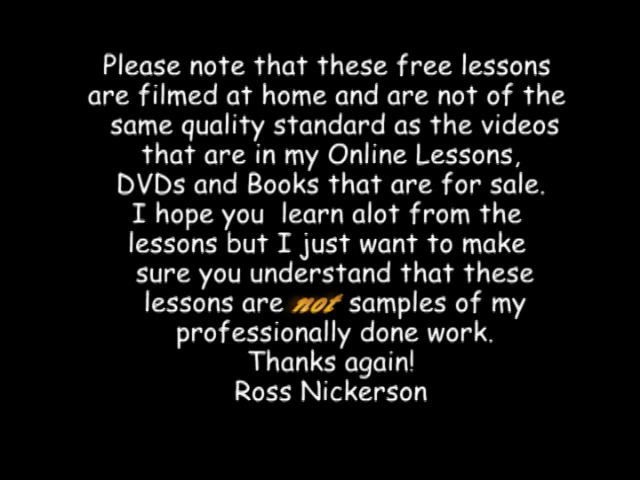 Please note that these free lessons
are filmed at home and are not of the
same quality standard as the videos
that are in my Online Lessons,
DVDs and Books that are for sale.
I hope you learn alot from the
lessons but I just want to make
sure you understand that these
lessons are not samples of my
professionally done work.
Thanks again!
Ross Nickerson